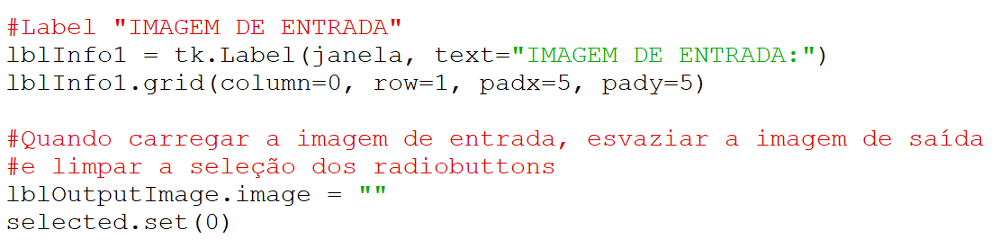 #Label "IMAGEM DE ENTRADA"
lblInfo1 = tk.Label(janela, text="IMAGEM DE ENTRADA:")
lblInfo1.grid(column=0, row=1, padx=5, pady=5)
#Quando carregar a imagem de entrada, esvaziar a imagem de saída
#e limpar a seleção dos radiobuttons
lblOutputImage.image = ""
selected.set(0)